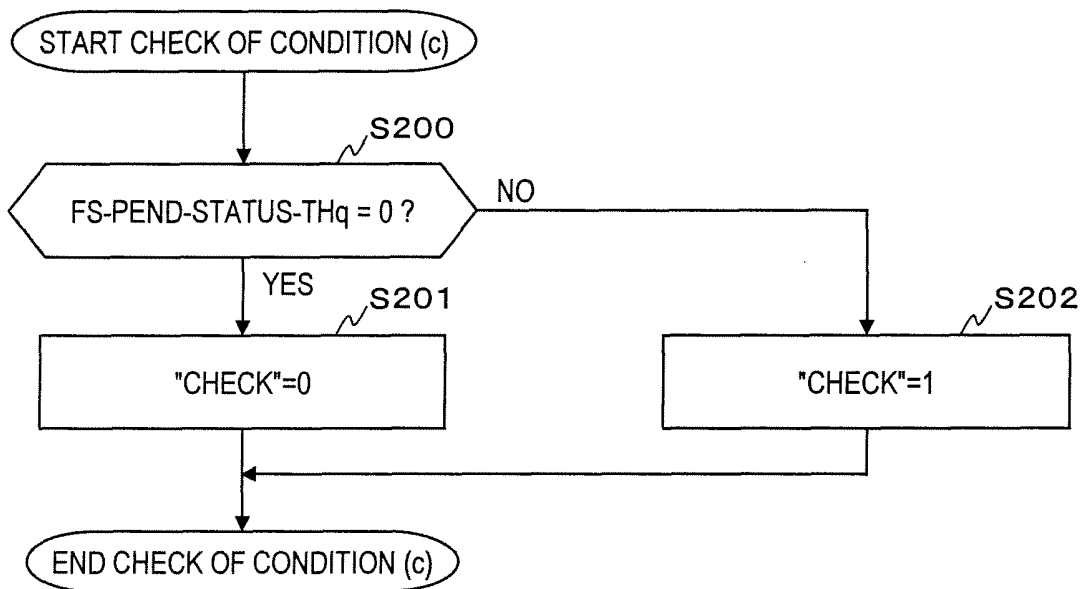 START CHECK OF CONDITION (c)
S200
FS-PEND-STATUS-THq = 0 ?
NO
YES
S201
S202
"CHECK"=0
"CHECK"=1
END CHECK OF CONDITION (c)